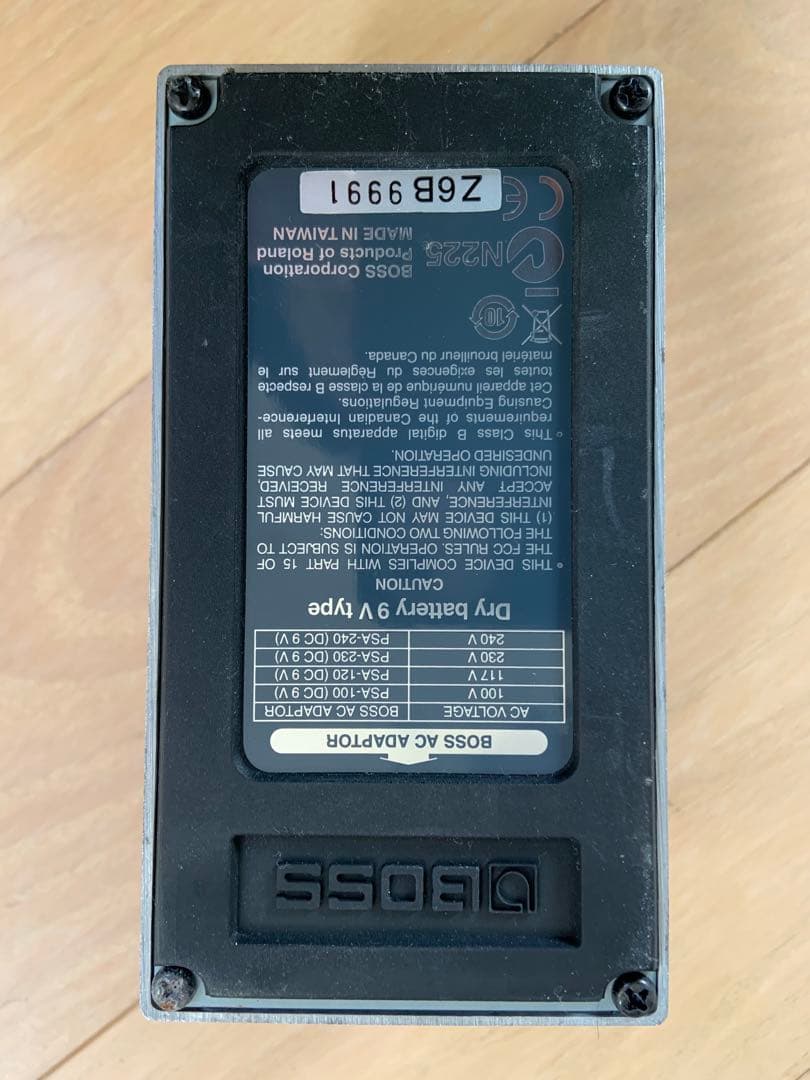 BOSS
BOSS AC ADAPTOR
AC VOLTAGE BOSS AC ADAPTOR
100 V PSA-100 (DC 9 V)
117 V PSA-120 (DC 9 V)
230 V PSA-230 (DC 9 V)
240 V PSA-240 (DC 9 V)
Dry battery 9 V type
CAUTION
° THIS DEVICE COMPLIES WITH PART 15 OF
THE FCC RULES. OPERATION IS SUBJECT TO
THE FOLLOWING TWO CONDITIONS:
(1) THIS DEVICE MAY NOT CAUSE HARMFUL
INTERFERENCE, AND (2) THIS DEVICE MUST
ACCEPT ANY INTERFERENCE RECEIVED,
INCLUDING INTERFERENCE THAT MAY CAUSE
UNDESIRED OPERATION.
° This Class B digital apparatus meets all
requirements of the Canadian Interference-
Causing Equipment Regulations.
Cet appareil numérique de la classe B respecte
toutes les exigences du Règlement sur le
matériel brouilleur du Canada.
10
N225
BOSS Corporation
Products of Roland
MADE IN TAIWAN
CE
Z6B9991